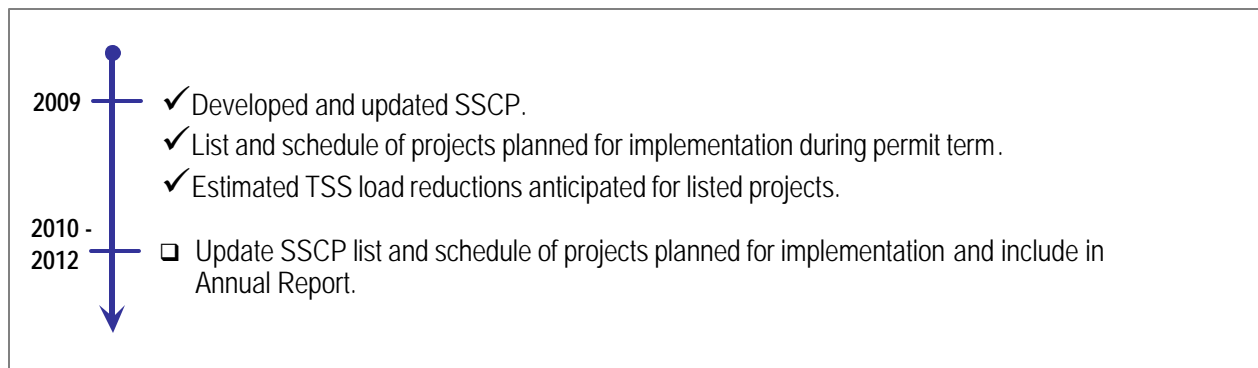 2009
✓Developed and updated SSCP.
✓List and schedule of projects planned for implementation during permit term.
✓Estimated TSS load reductions anticipated for listed projects.
2010 -
2012
❑ Update SSCP list and schedule of projects planned for implementation and include in
Annual Report.